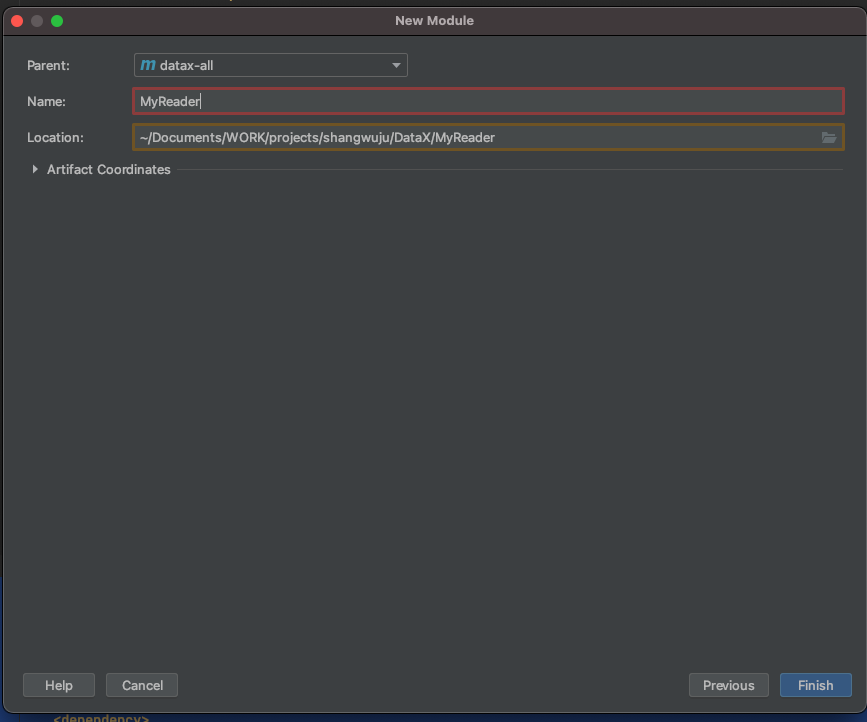 New Module
Parent: m datax-all
Name: MyReader
Location: ~/Documents/WORK/projects/shangwuju/DataX/MyReader
Artifact Coordinates
Help Cancel Previous Finish
<dependency>